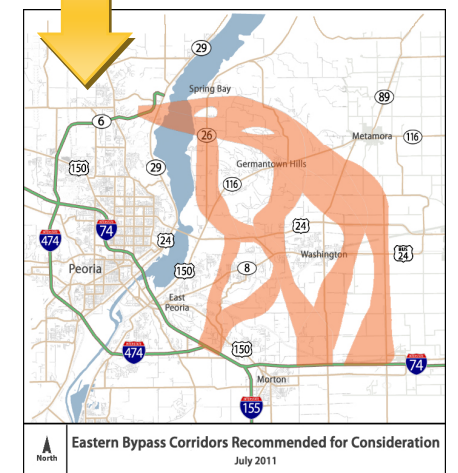 29
Spring Bay
89
6
26
Metamora
116
150
29
Germantown Hills
116
74
24
24
474
Washington
24
150
8
Peoria
East
Peoria
474
150
74
Morton
155
North
Eastern Bypass Corridors Recommended for Consideration
July 2011